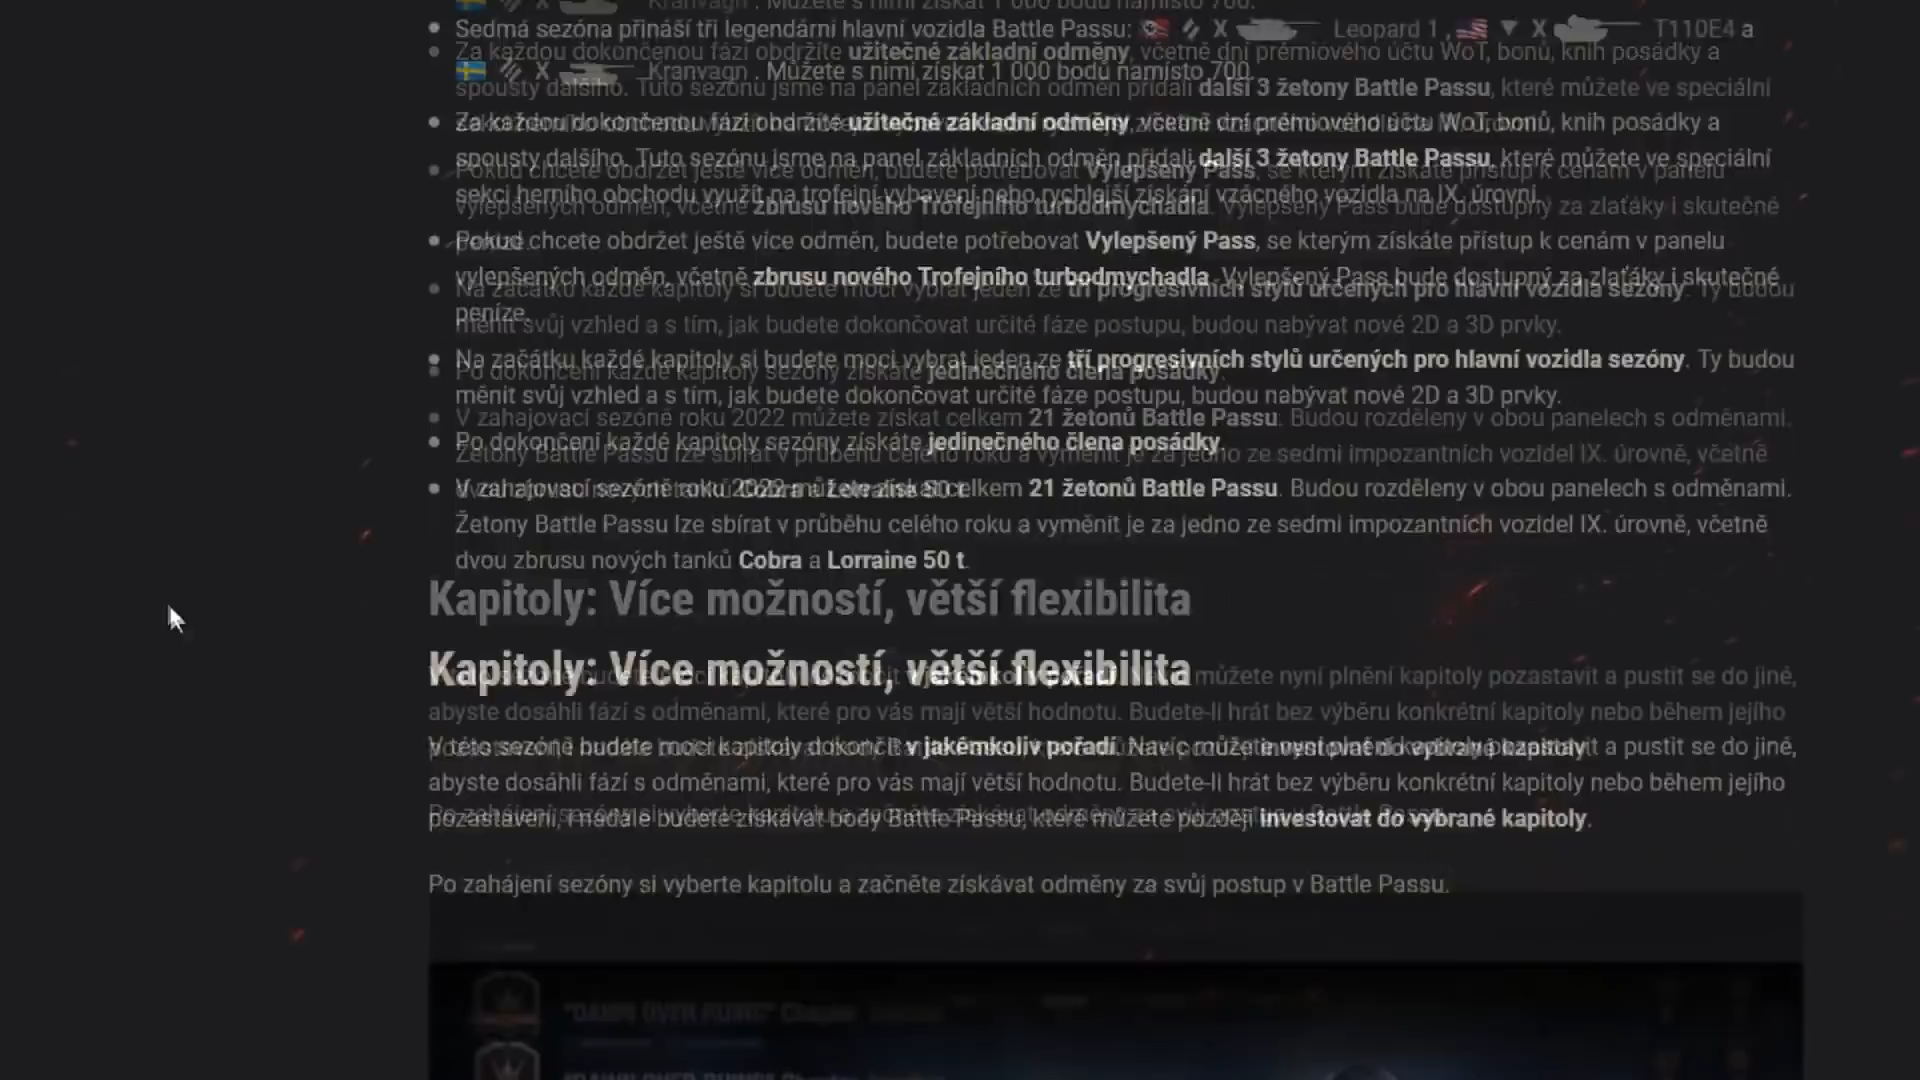 Sedmá sezóna přináší tři legendární hlavní vozidla Battle Passu: X Leopard 1, X T110E4 a
X Kranvagn . Můžete s nimi získat 1 000 bodů namísto 700.
Za každou dokončenou fázi obdržíte užitečné základní odměny, včetně dní prémiového účtu WoT, bonů, knih posádky a
spousty dalšího. Tuto sezónu jsme na panel základních odměn přidali další 3 žetony Battle Passu, které můžete ve speciální
sekci herního obchodu využít na trofejní vybavení nebo rychlejší získání vzácného vozidla na IX. úrovni.
Pokud chcete obdržet ještě více odměn, budete potřebovat Vylepšený Pass, se kterým získáte přístup k cenám v panelu
vylepšených odměn, včetně zbrusu nového Trofejního turbodmychadla. Vylepšený Pass bude dostupný za zlaťáky i skutečné
peníze.
Na začátku každé kapitoly si budete moci vybrat jeden ze tří progresivních stylů určených pro hlavní vozidla sezóny. Ty budou
měnit svůj vzhled a s tím, jak budete dokončovat určité fáze postupu, budou nabývat nové 2D a 3D prvky.
Po dokončení každé kapitoly sezóny získáte jedinečného člena posádky.
V zahajovací sezóně roku 2022 můžete získat celkem 21 žetonů Battle Passu. Budou rozděleny v obou panelech s odměnami.
Žetony Battle Passu lze sbírat v průběhu celého roku a vyměnit je za jedno ze sedmi impozantních vozidel IX. úrovně, včetně
dvou zbrusu nových tanků Cobra a Lorraine 50 t.
Kapitoly: Více možností, větší flexibilita
Kapitoly: Více možností, větší flexibilita
V této sezóně budete moci kapitoly dokončit v jakémkoliv pořadí. Navíc můžete nyní plnění kapitoly pozastavit a pustit se do jiné,
abyste dosáhli fází s odměnami, které pro vás mají větší hodnotu. Budete-li hrát bez výběru konkrétní kapitoly nebo během jejího
pozastavení, i nadále budete získávat body Battle Passu, které můžete později investovat do vybrané kapitoly.
Po zahájení sezóny si vyberte kapitolu a začněte získávat odměny za svůj postup v Battle Passu.